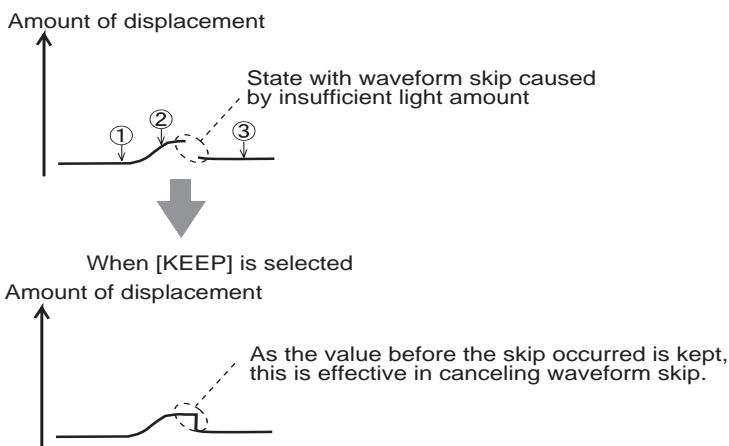 Amount of displacement
State with waveform skip caused
by insufficient light amount
① ② ③
When [KEEP] is selected
Amount of displacement
As the value before the skip occurred is kept,
this is effective in canceling waveform skip.